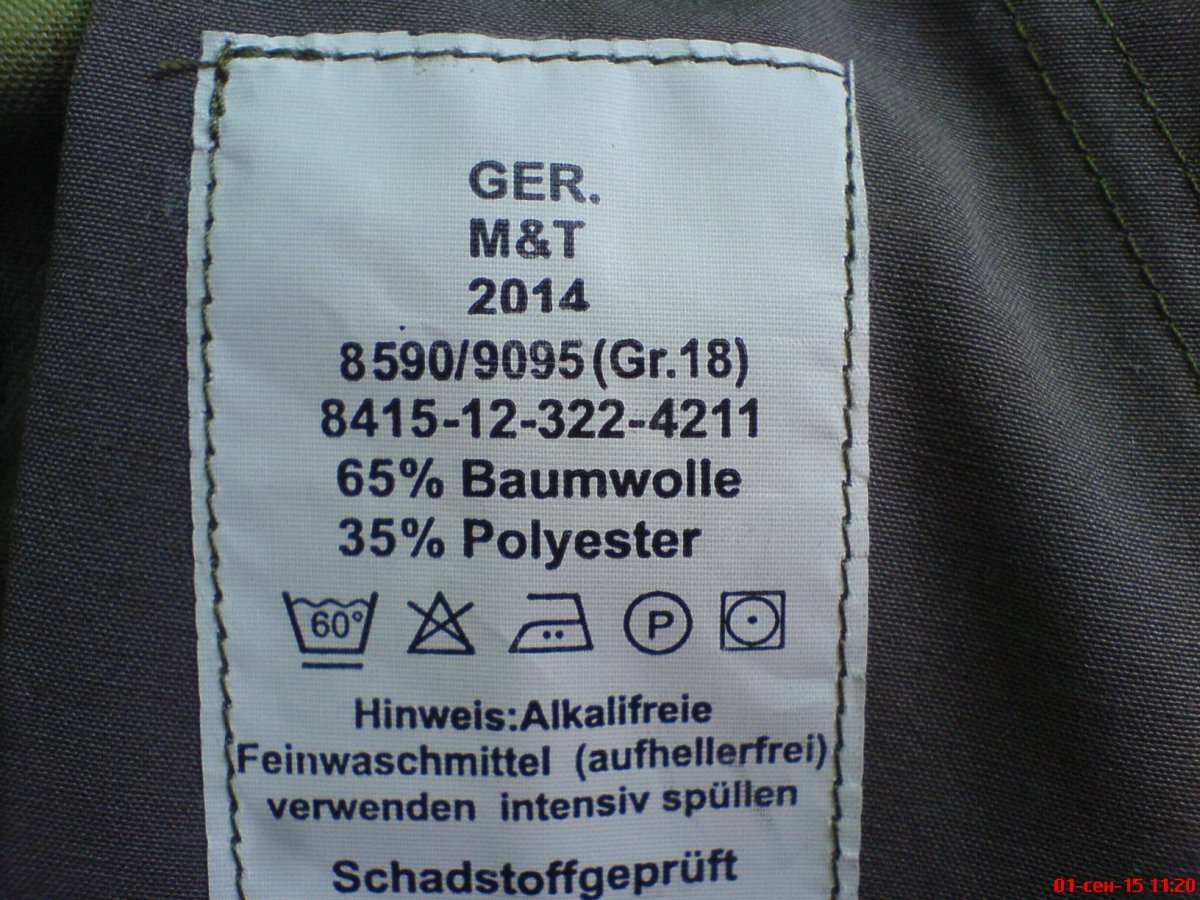 GER.
M&T
2014
8590/9095(Gr.18)
8415-12-322-4211
65% Baumwolle
35% Polyester
60° P
Hinweis:Alkalifreie
Feinwaschmittel (aufhellerfrei)
verwenden intensiv spüllen
Schadstoffgeprüft
01-сен-15 11:20